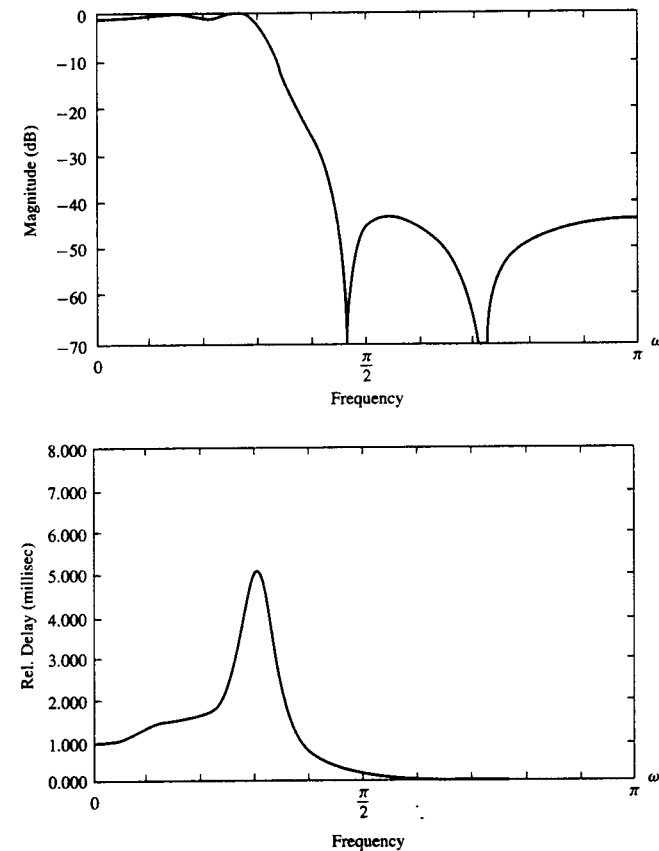 0
−10
−20
−30
−40
−50
−60
−70
Magnitude (dB)
0
π/2
π
ω
Frequency
8.000
7.000
6.000
5.000
4.000
3.000
2.000
1.000
0.000
Rel. Delay (millisec)
0
π/2
π
ω
Frequency